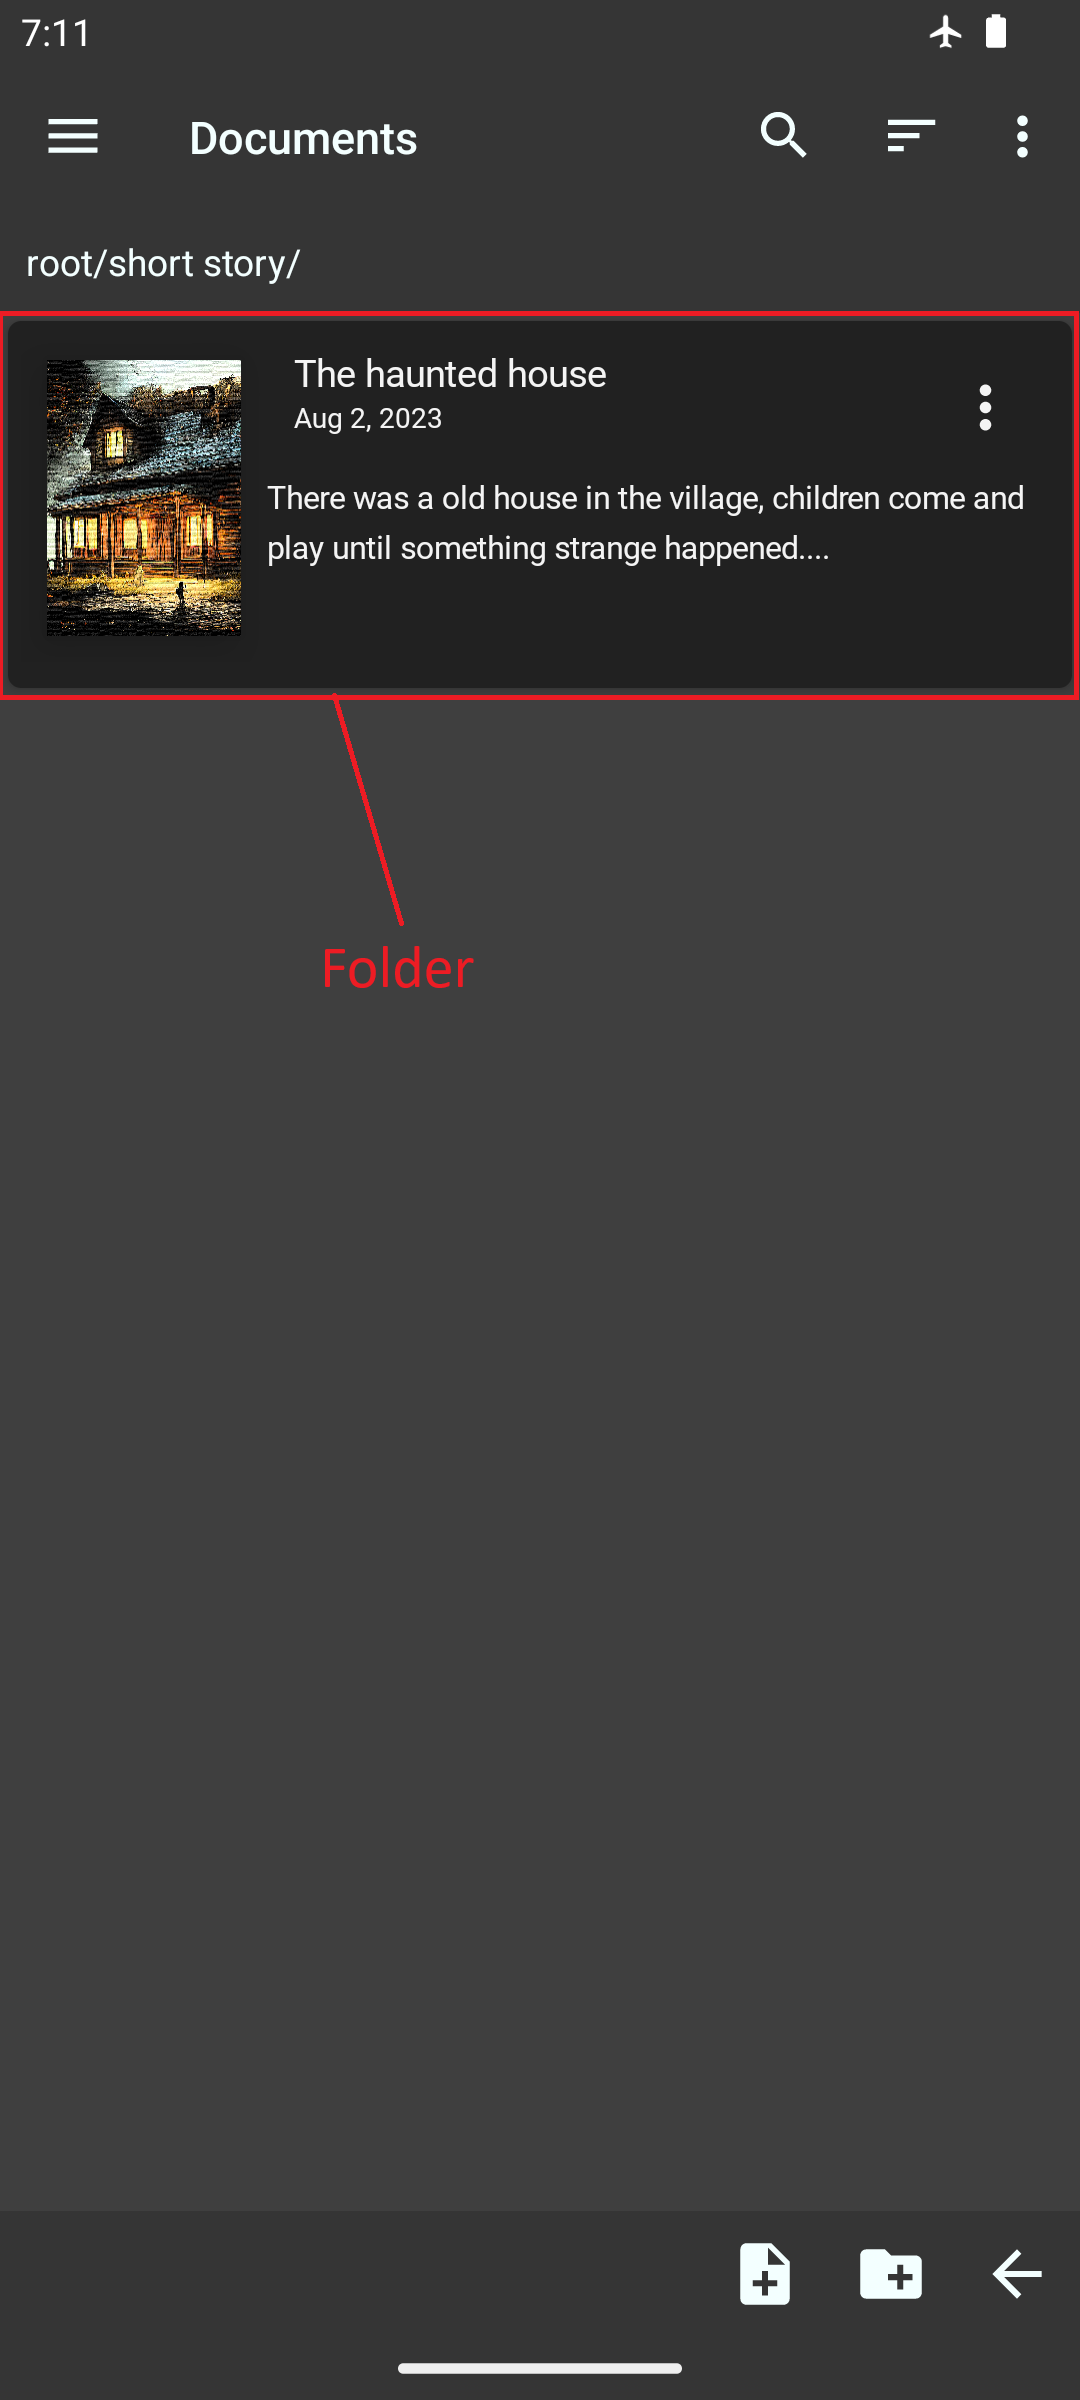 7:11
Documents
root/short story/
The haunted house
Aug 2, 2023
There was a old house in the village, children come and
play until something strange happened....
Folder